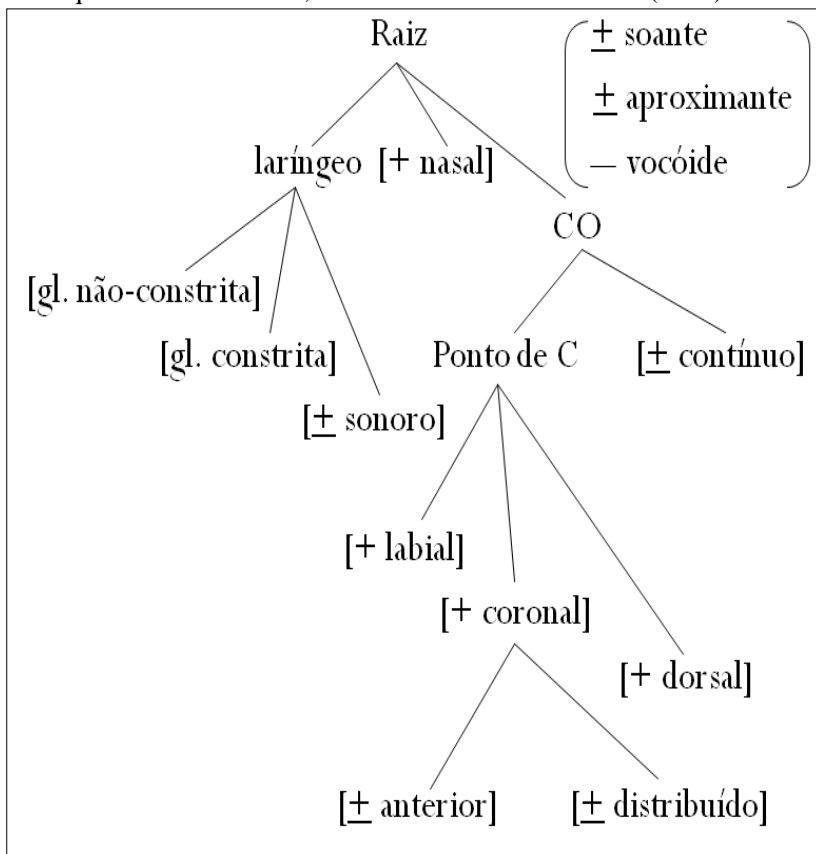 Raiz
± soante
± aproximante
— vocóide
laríngeo [+ nasal]
CO
[gl. não-constrita]
[gl. constrita]
Ponto de C
[± contínuo]
[± sonoro]
[+ labial]
[+ coronal]
[+ dorsal]
[± anterior]
[± distribuído]